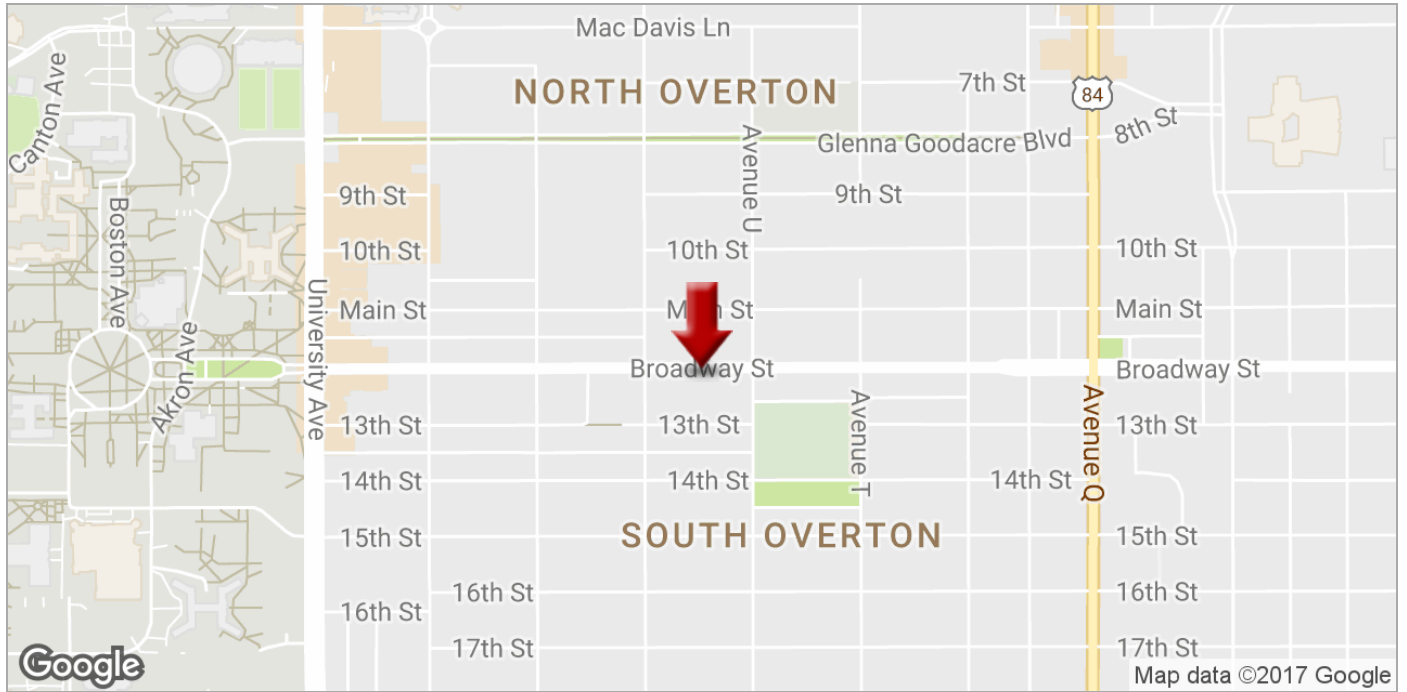 Mac Davis Ln
NORTH OVERTON
7th St
84
Canton Ave
Avenue U
Glenna Goodacre Blvd
8th St
9th St
9th St
Boston Ave
10th St
10th St
10th St
University Ave
Main St
Main St
Main St
Akron Ave
Broadway St
Broadway St
13th St
13th St
Avenue T
Avenue Q
13th St
14th St
14th St
14th St
SOUTH OVERTON
15th St
15th St
16th St
16th St
16th St
17th St
17th St
Google
Map data ©2017 Google